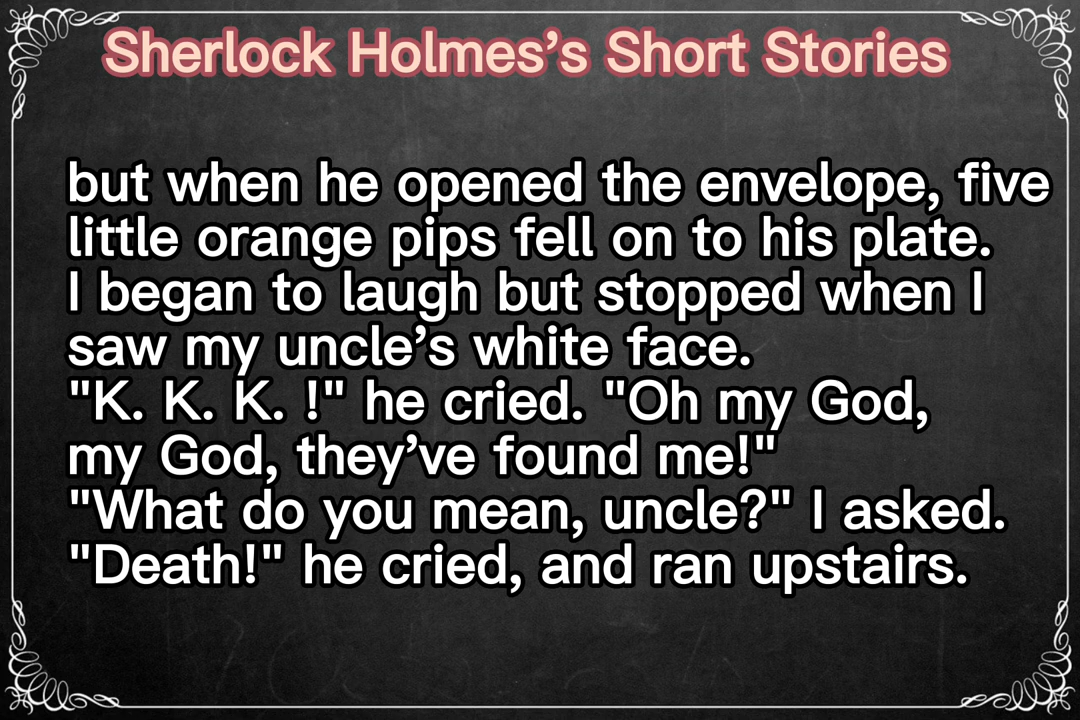 Sherlock Holmes’s Short Stories
but when he opened the envelope, five
little orange pips fell on to his plate.
I began to laugh but stopped when I
saw my uncle’s white face.
"K. K. K. !" he cried. "Oh my God,
my God, they’ve found me!"
"What do you mean, uncle?" I asked.
"Death!" he cried, and ran upstairs.